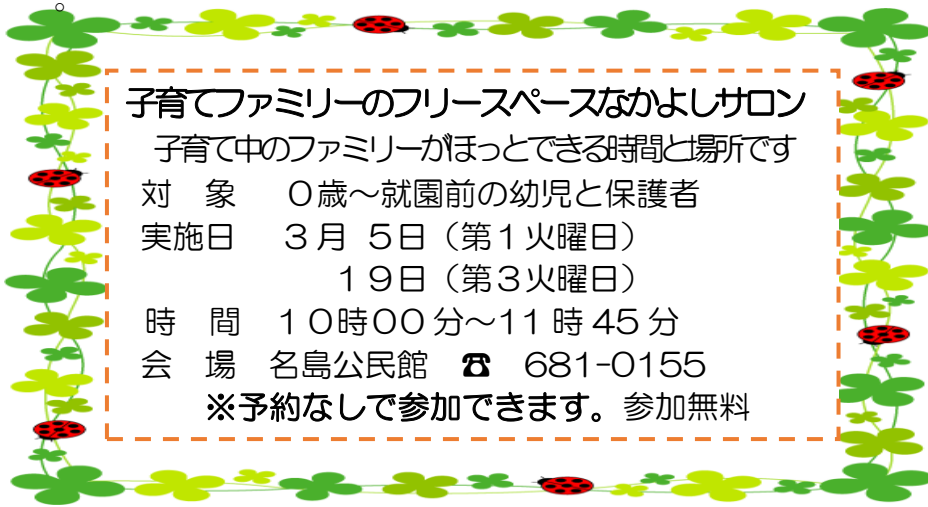 子育てファミリーのフリースペースなかよしサロン
子育て中のファミリーがほっとできる時間と場所です
対　象　　０歳～就園前の幼児と保護者
実施日　３月 ５日（第１火曜日）
１９日（第３火曜日）
時　間　１０時００分～11時45分
会　場　名島公民館　☎　681-0155
※予約なしで参加できます。参加無料